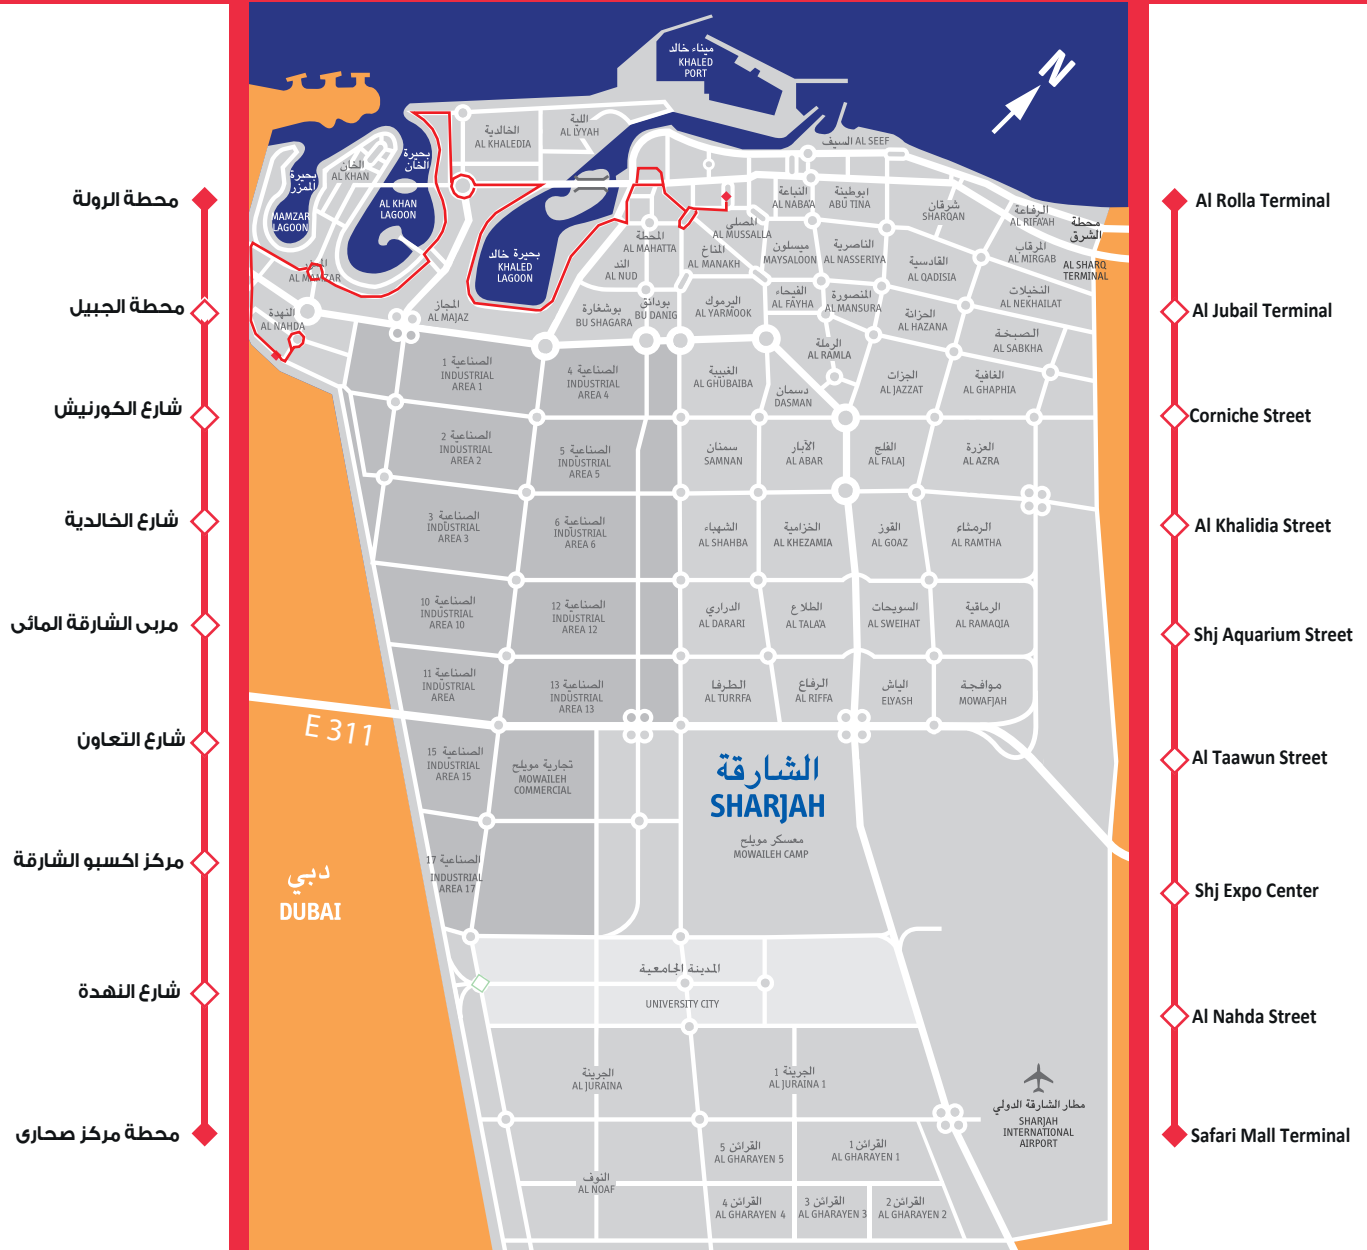 محطة الرولة
محطة الجبيل
شارع الكورنيش
شارع الخالدية
مربى الشارقة المائى
شارع التعاون
مركز اكسبو الشارقة
شارع النهدة
محطة مركز صحارى
ميناء خالد
KHALED
PORT
N
الخالدية
AL KHALEDIA
اللية
AL LYYAH
السيف AL SEEF
الخان
AL KHAN
بحيرة
الخان
AL KHAN
LAGOON
بحيرة
الممزر
MAMZAR
LAGOON
AL MAMZAR
النهدة
AL NAHDA
المجاز
AL MAJAZ
بحيرة خالد
KHALED
LAGOON
المحطة
AL MAHATTA
الند
AL NUD
المصلى
AL MUSSALLA
المناخ
AL MANAKH
النباعة
AL NABA'A
ابوطينة
ABU TINA
شرقان
SHARQAN
الرفاعة
AL RIFA'AH
محطة
الشرق
AL SHARQ
TERMINAL
ميسلون
MAYSALOON
الناصرية
AL NASSERIYA
القادسية
AL QADISIA
المرقاب
AL MIRGAB
النخيلات
AL NEKHAILAT
بوشغارة
BU SHAGARA
بودانق
BU DANIG
اليرموك
AL YARMOOK
الفيحاء
AL FAYHA
المنصورة
AL MANSURA
الحزانة
AL HAZANA
الصبخة
AL SABKHA
الرملة
AL RAMLA
الصناعية 1
INDUSTRIAL
AREA 1
الصناعية 4
INDUSTRIAL
AREA 4
الغبيبة
AL GHUBAIBA
دسمان
DASMAN
الجزات
AL JAZZAT
الغافية
AL GHAPHIA
الصناعية 2
INDUSTRIAL
AREA 2
الصناعية 5
INDUSTRIAL
AREA 5
سمنان
SAMNAN
الآبار
AL ABAR
الفلج
AL FALAJ
العزرة
AL AZRA
الصناعية 3
INDUSTRIAL
AREA 3
الصناعية 6
INDUSTRIAL
AREA 6
الشهباء
AL SHAHBA
الخزامية
AL KHEZAMIA
القوز
AL GOAZ
الرمثاء
AL RAMTHA
الصناعية 10
INDUSTRIAL
AREA 10
الصناعية 12
INDUSTRIAL
AREA 12
الدراري
AL DARARI
الطلاع
AL TALA'A
السويحات
AL SWEIHAT
الرماقية
AL RAMAQIA
الصناعية 11
INDUSTRIAL
AREA
الصناعية 13
INDUSTRIAL
AREA 13
الطرفا
AL TURRFA
الرفاع
AL RIFFA
الياش
ELYASH
موافجة
MOWAFJAH
E 311
الصناعية 15
INDUSTRIAL
AREA 15
تجارية مويلح
MOWAILEH
COMMERCIAL
الشارقة
SHARJAH
معسكر مويلح
MOWAILEH CAMP
الصناعية 17
INDUSTRIAL
AREA 17
دبي
DUBAI
المدينة الجامعية
UNIVERSITY CITY
الجرينة
AL JURAINA
الجرينة 1
AL JURAINA 1
مطار الشارقة الدولي
SHARJAH
INTERNATIONAL
AIRPORT
القرائن 5
AL GHARAYEN 5
القرائن 1
AL GHARAYEN 1
النوف
AL NOAF
القرائن 4
AL GHARAYEN 4
القرائن 3
AL GHARAYEN 3
القرائن 2
AL GHARAYEN 2
Al Rolla Terminal
Al Jubail Terminal
Corniche Street
Al Khalidia Street
Shj Aquarium Street
Al Taawun Street
Shj Expo Center
Al Nahda Street
Safari Mall Terminal